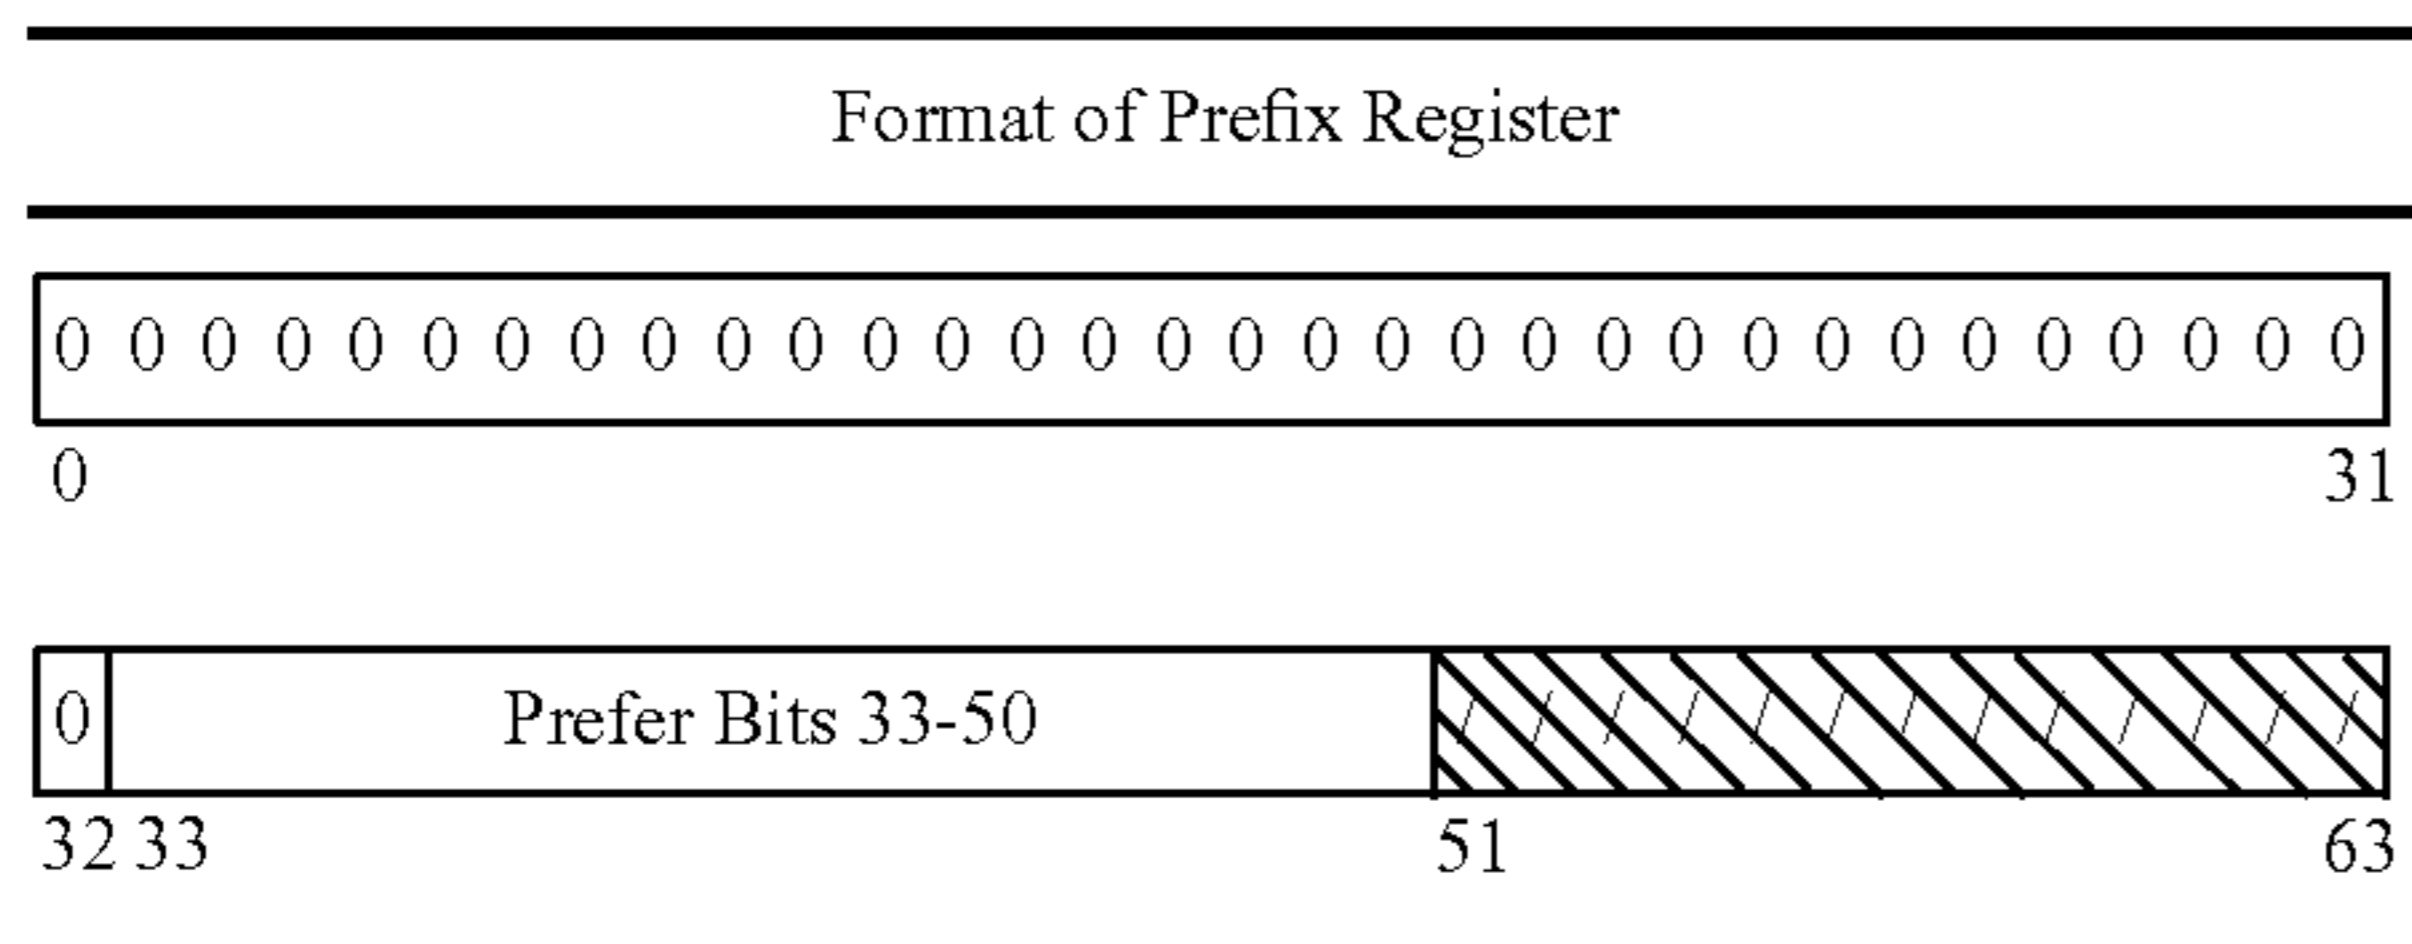 Format of Prefix Register
0 0 0 0 0 0 0 0 0 0 0 0 0 0 0 0 0 0 0 0 0 0 0 0 0 0 0 0 0 0 0 0
0 31
0 Prefer Bits 33-50 / / / / / / / / / / / / /
32 33 51 63